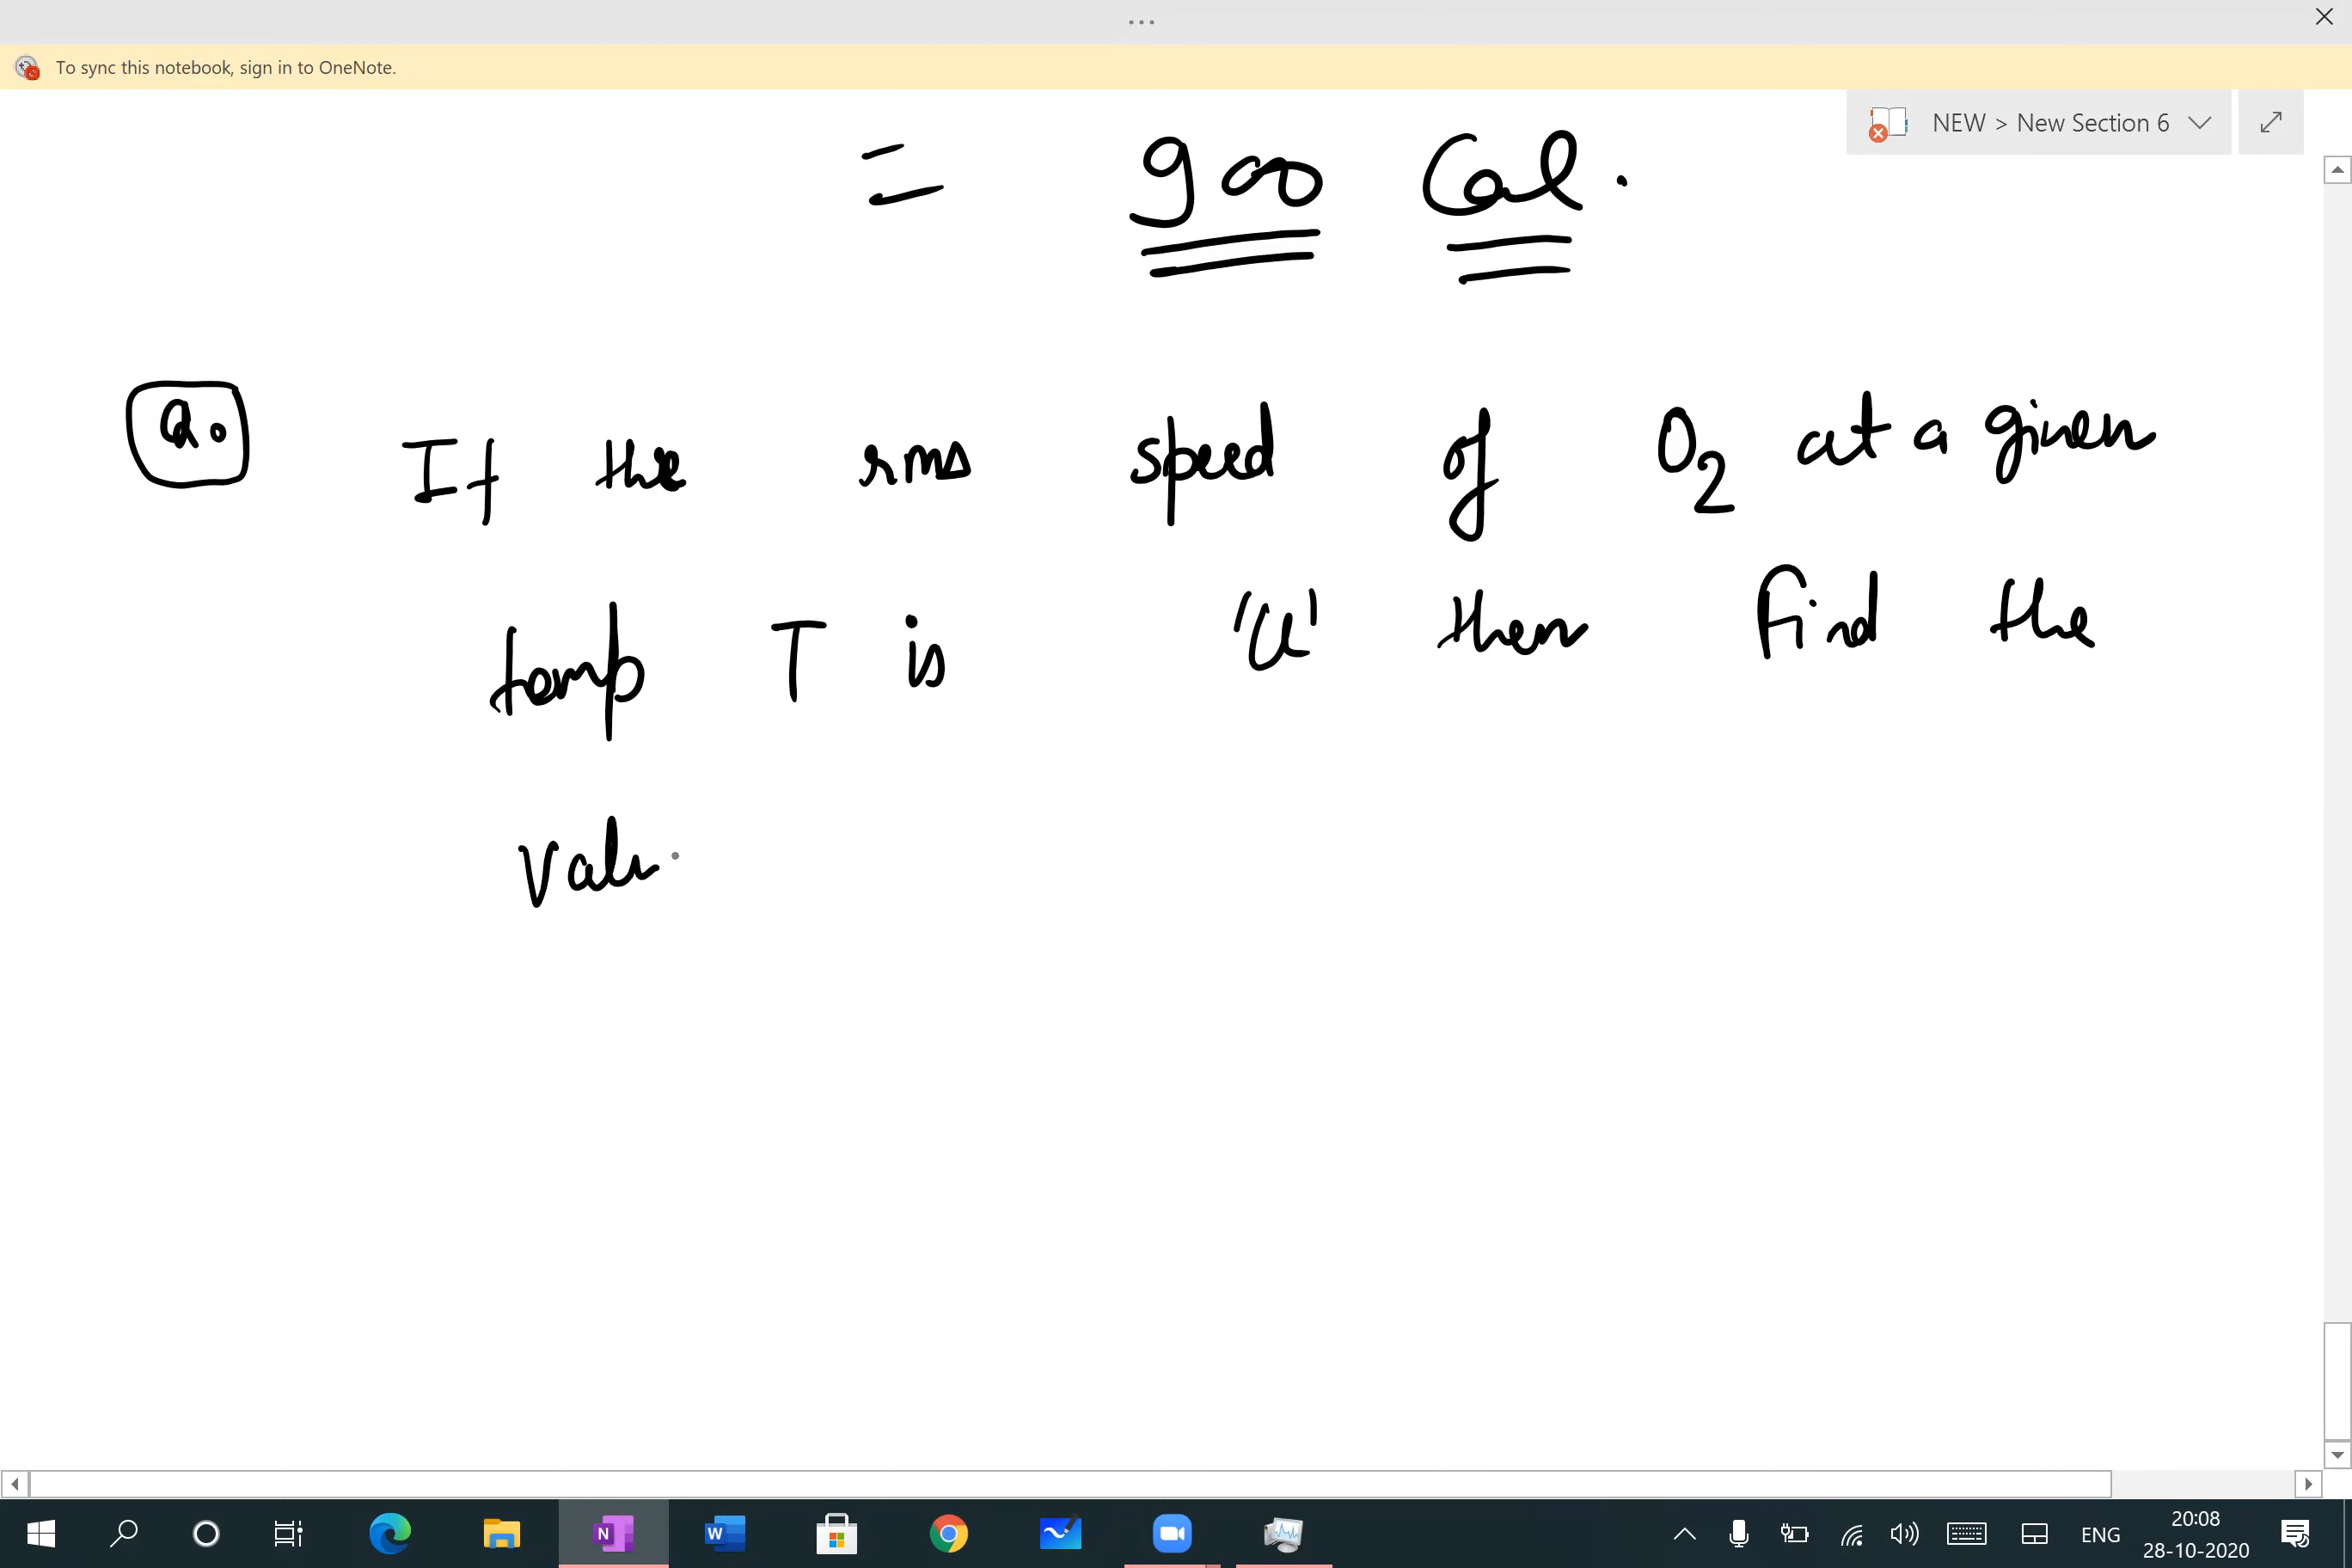 To sync this notebook, sign in to OneNote.
NEW > New Section 6
= 900 Cal.
Q. If the rms speed of O2 at a given
temp T is 'U' then find the
Valu
ENG
20:08
28-10-2020